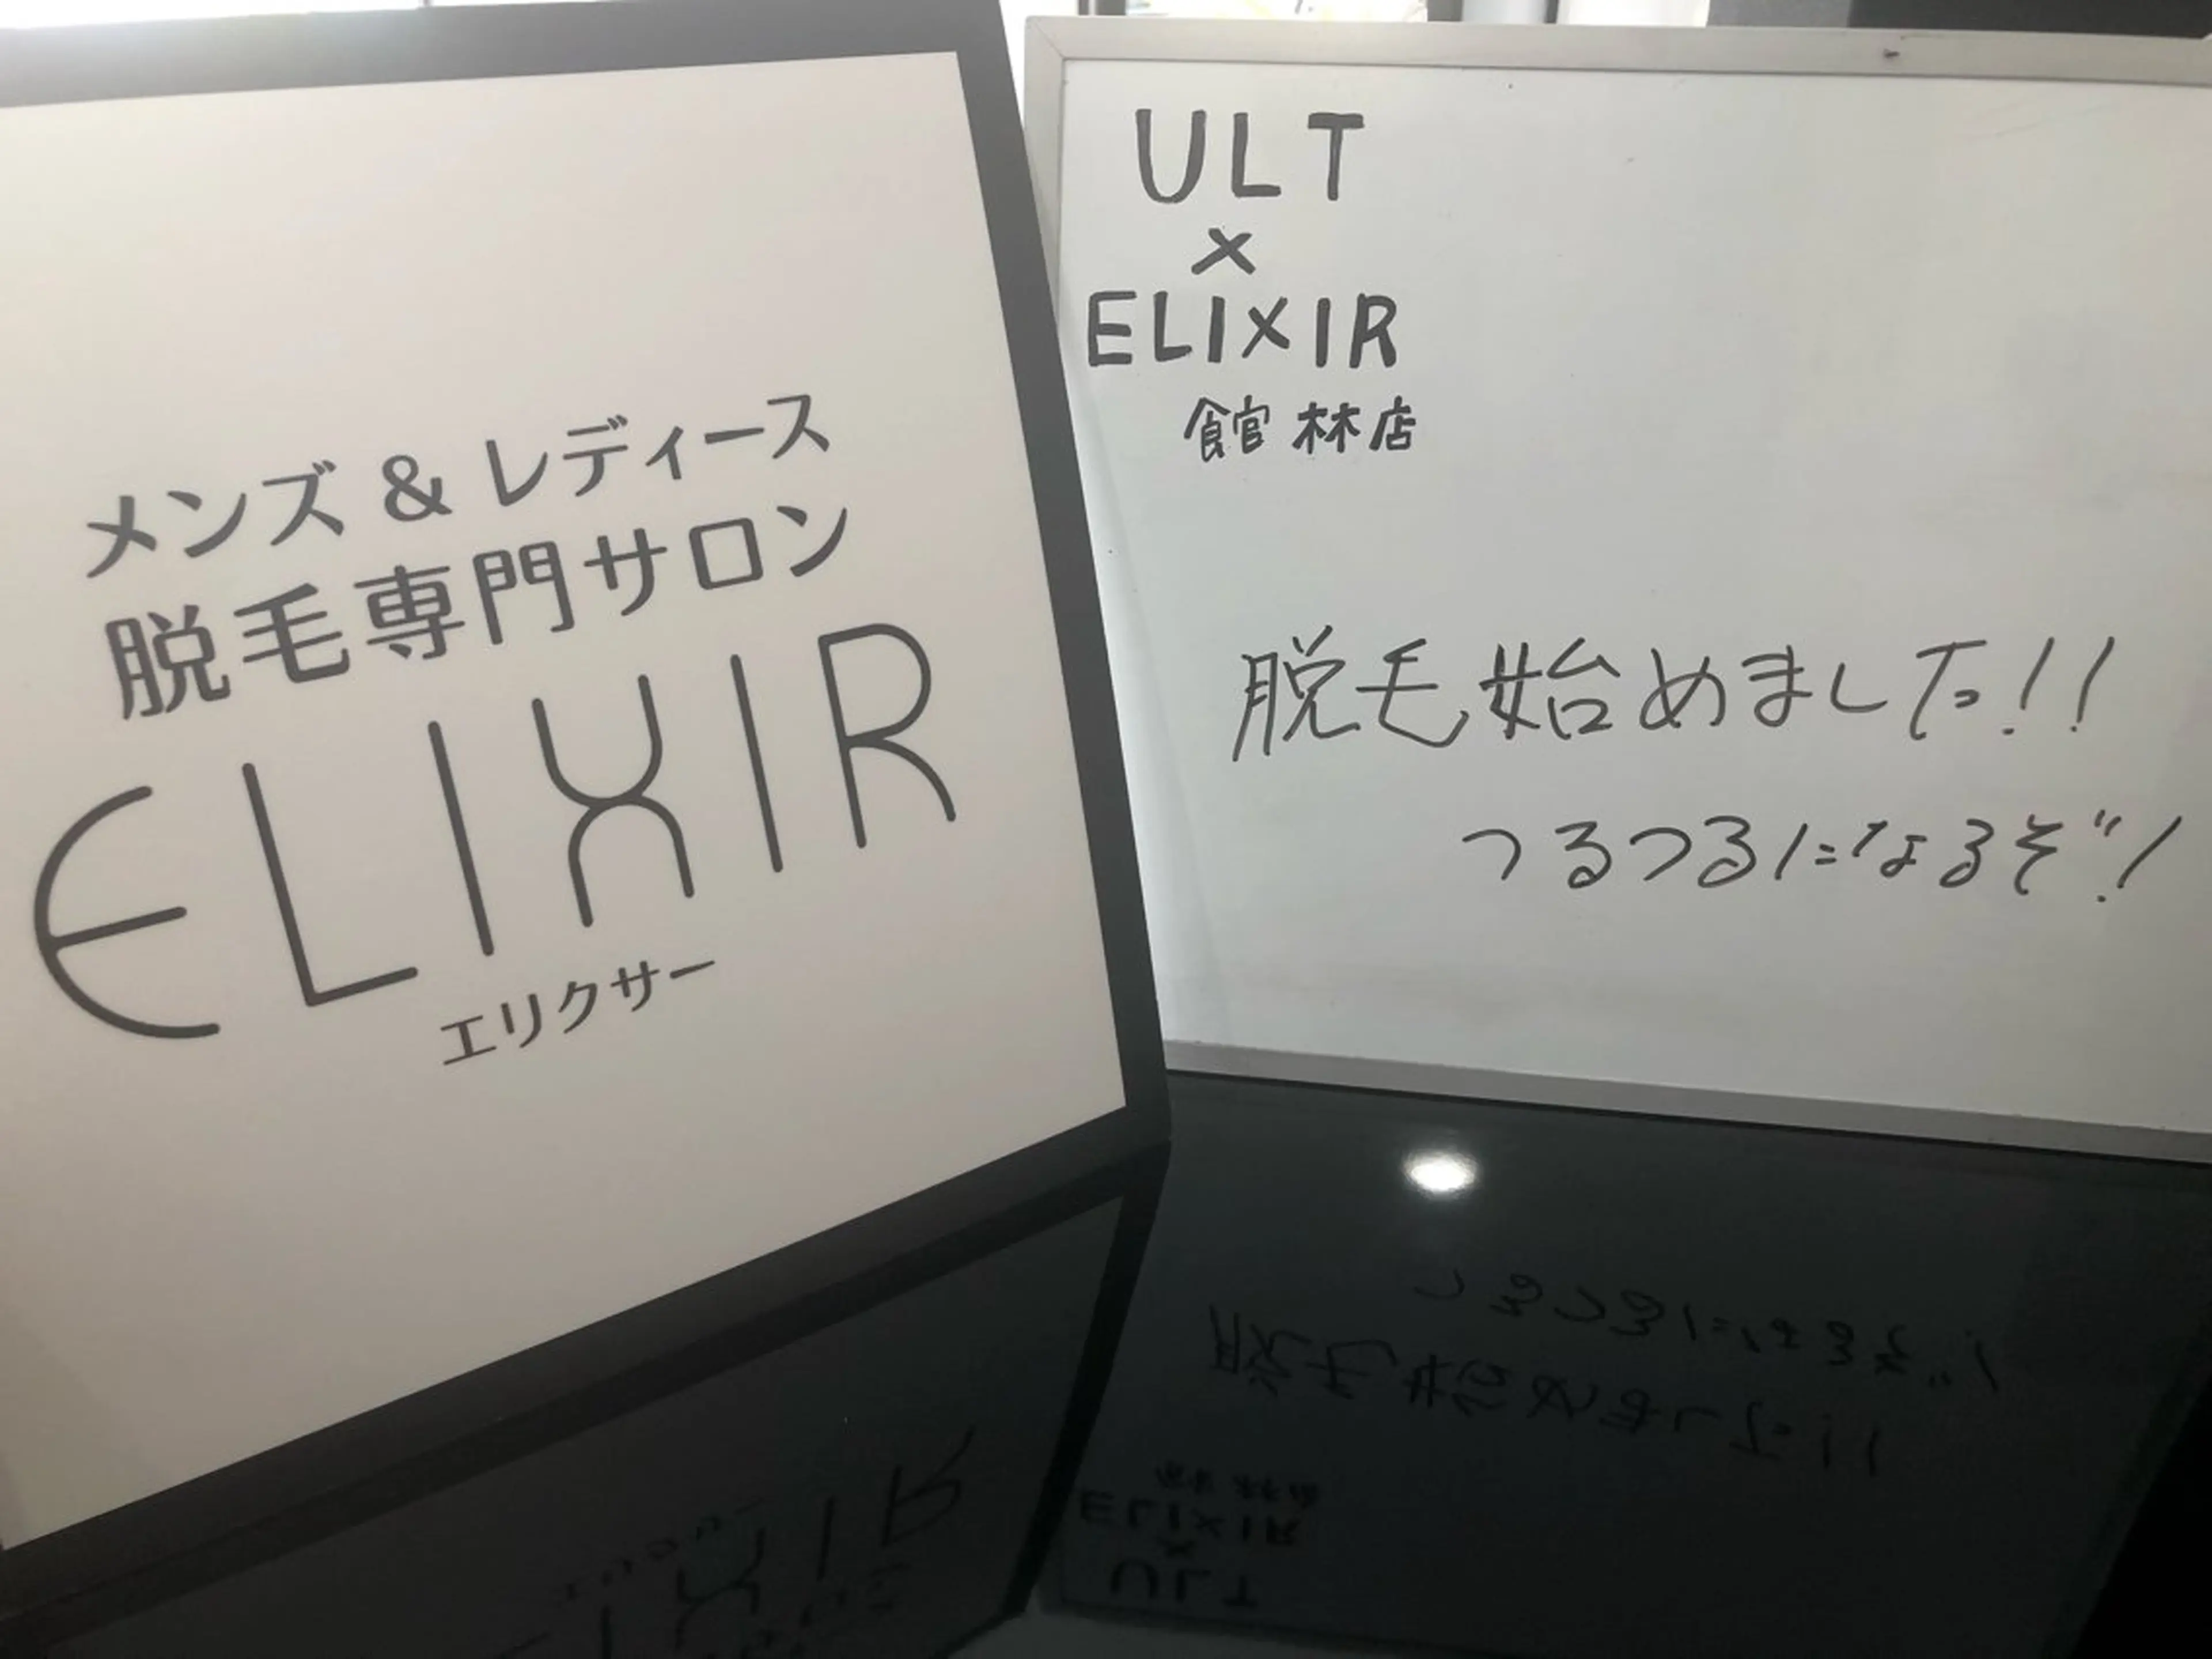 メンズ & レディース
脱毛専門サロン
ELIXIR
エリクサー
ULT
×
ELIXIR
館林店
脱毛始めました!!
つるつるになるぞ!